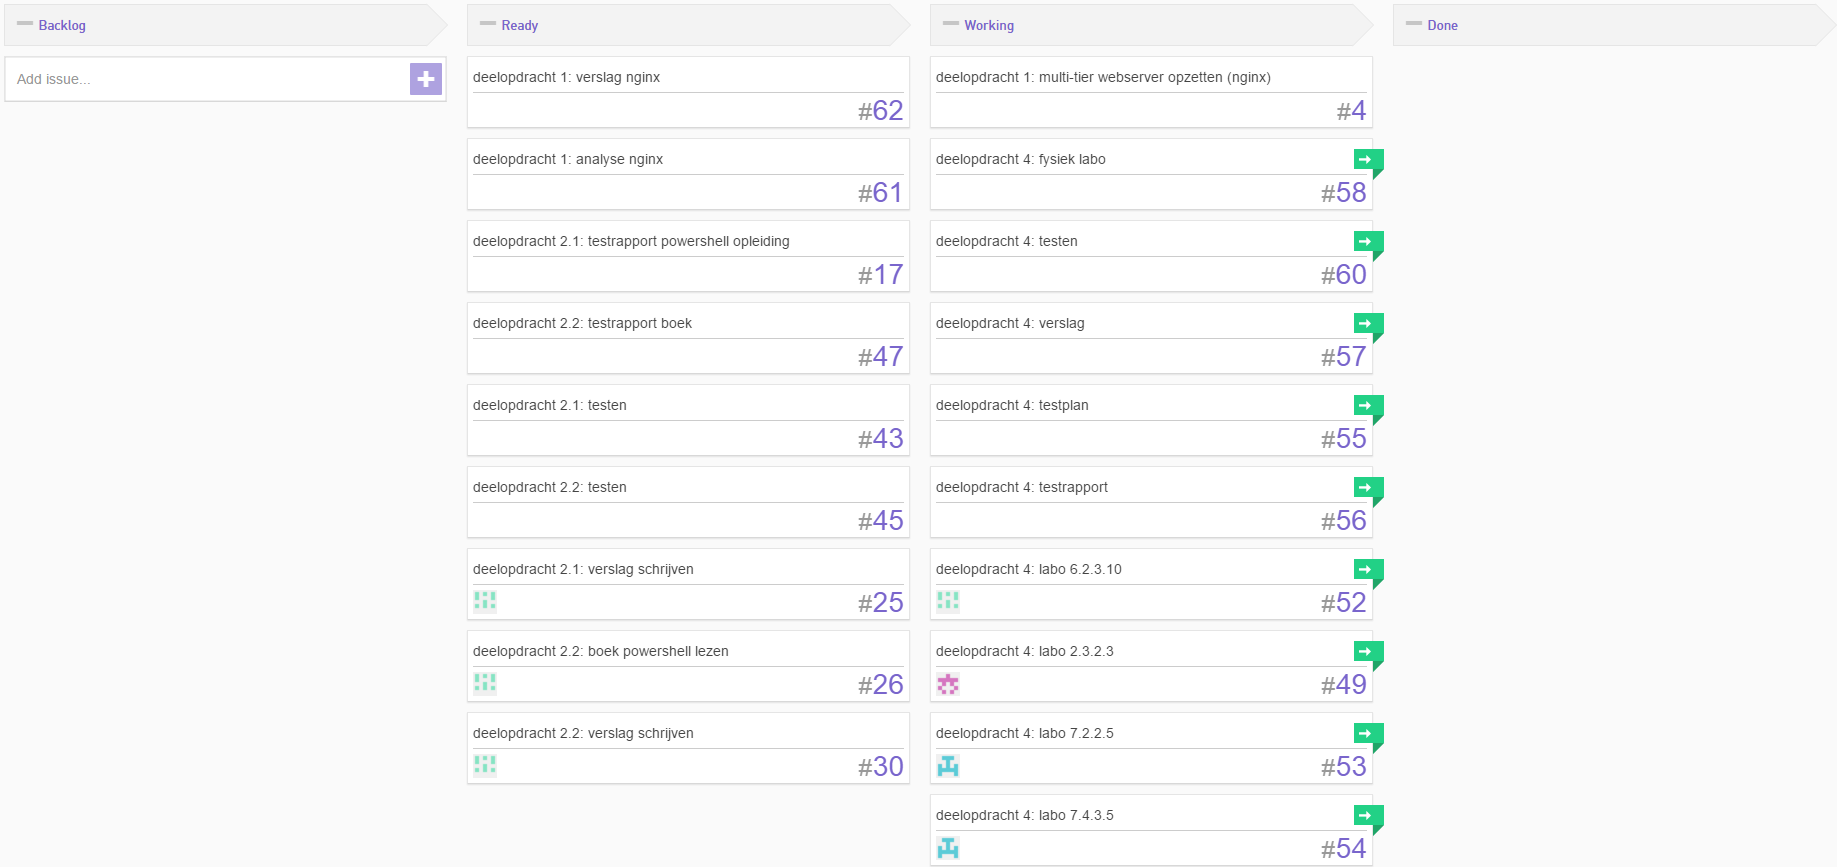 Backlog
Add issue...
Ready
deelopdracht 1: verslag nginx
#62
deelopdracht 1: analyse nginx
#61
deelopdracht 2.1: testrapport powershell opleiding
#17
deelopdracht 2.2: testrapport boek
#47
deelopdracht 2.1: testen
#43
deelopdracht 2.2: testen
#45
deelopdracht 2.1: verslag schrijven
#25
deelopdracht 2.2: boek powershell lezen
#26
deelopdracht 2.2: verslag schrijven
#30
Working
deelopdracht 1: multi-tier webserver opzetten (nginx)
#4
deelopdracht 4: fysiek labo
#58
deelopdracht 4: testen
#60
deelopdracht 4: verslag
#57
deelopdracht 4: testplan
#55
deelopdracht 4: testrapport
#56
deelopdracht 4: labo 6.2.3.10
#52
deelopdracht 4: labo 2.3.2.3
#49
deelopdracht 4: labo 7.2.2.5
#53
deelopdracht 4: labo 7.4.3.5
#54
Done